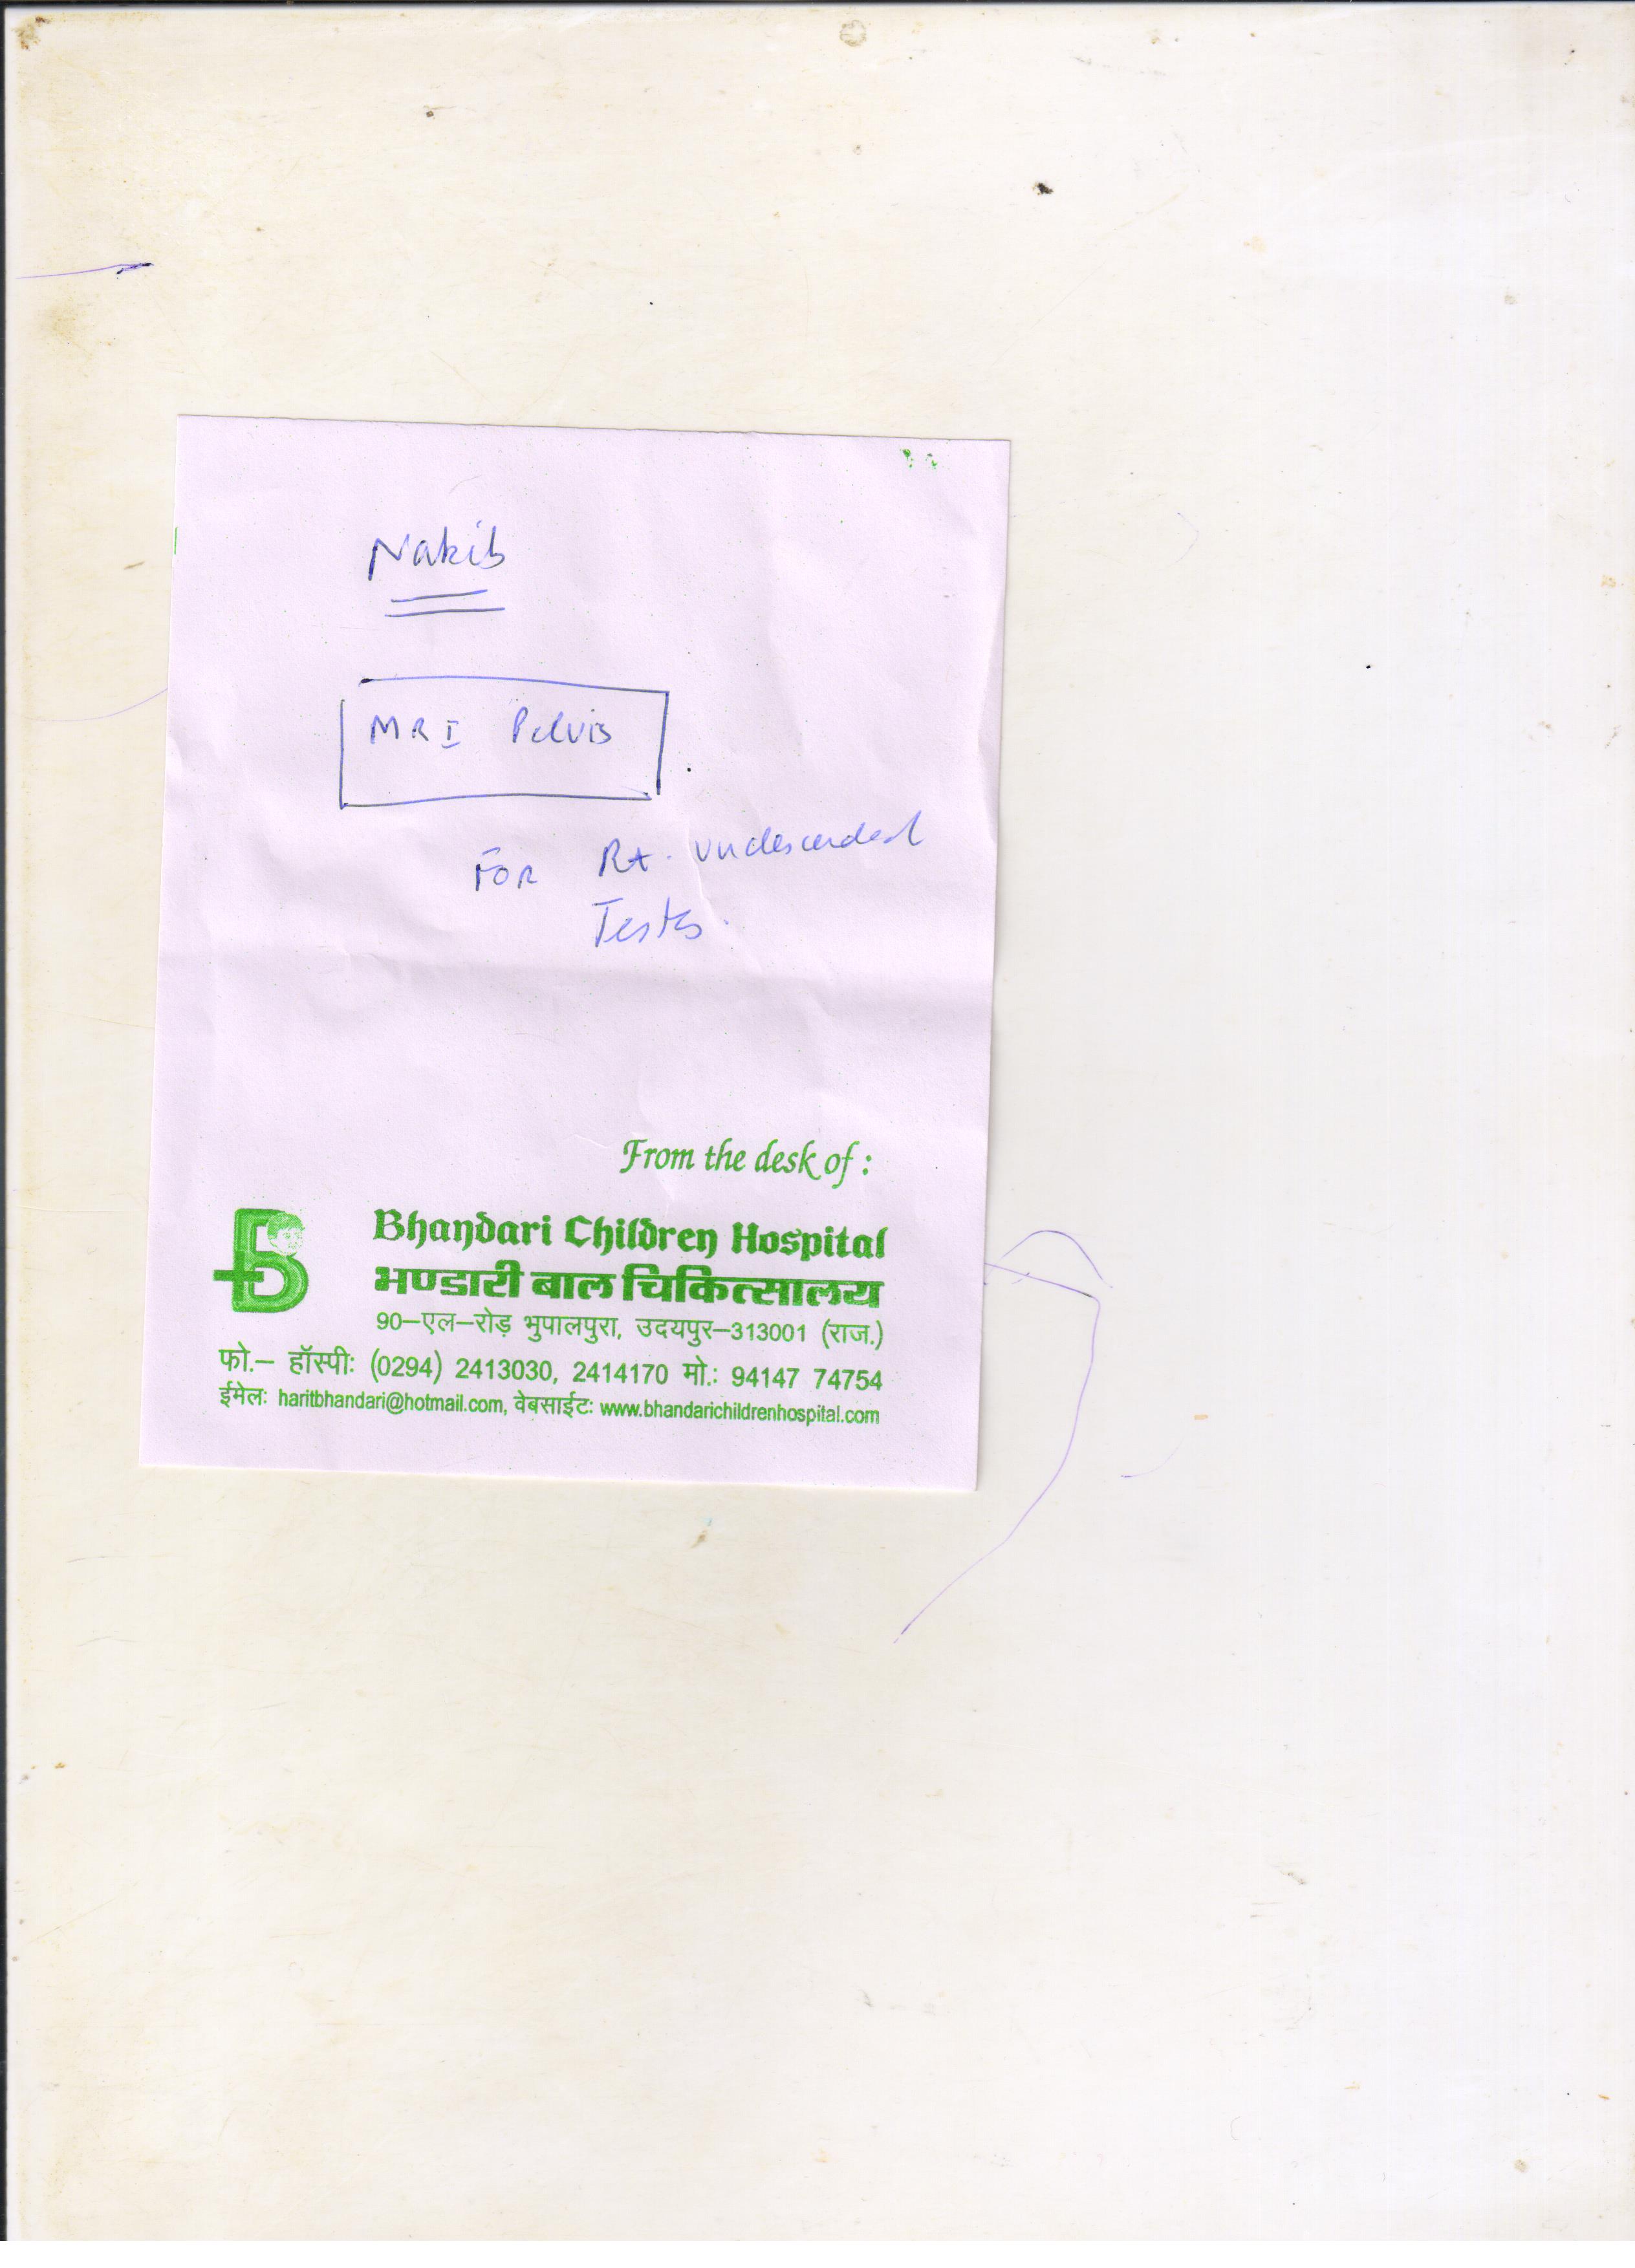 Nakib
MRI Pelvis
FOR Rt. undescended
Testes.
From the desk of :
Bhandari Children Hospital
भण्डारी बाल चिकित्सालय
90–एल–रोड़ भुपालपुरा, उदयपुर–313001 (राज.)
फो.– हॉस्पी: (0294) 2413030, 2414170 मो.: 94147 74754
ईमेल: haritbhandari@hotmail.com, वेबसाईट: www.bhandarichildrenhospital.com